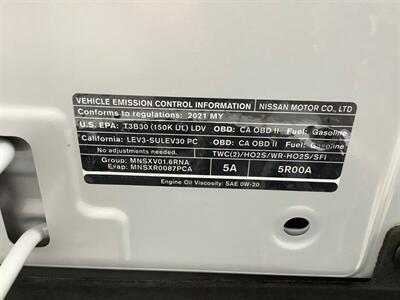 VEHICLE EMISSION CONTROL INFORMATION NISSAN MOTOR CO., LTD
Conforms to regulations: 2021 MY
U.S. EPA: T3B30 (150K UL) LDV OBD: CA OBD II Fuel: Gasoline
California: LEV3-SULEV30 PC OBD: CA OBD II Fuel: Gasoline
No adjustments needed. TWC(2)/HO2S/WR-HO2S/SFI
Group: MNSXV01.6RNA
Evap: MNSXR0087PCA 5A 5R00A
Engine Oil Viscosity: SAE 0W-20